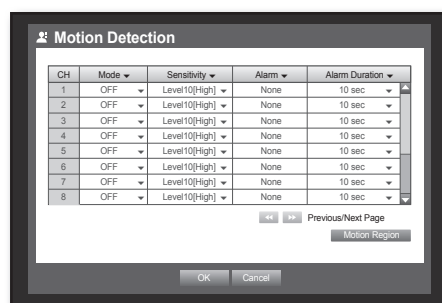 Motion Detection
CH Mode Sensitivity Alarm Alarm Duration
1 OFF Level10[High] None 10 sec
2 OFF Level10[High] None 10 sec
3 OFF Level10[High] None 10 sec
4 OFF Level10[High] None 10 sec
5 OFF Level10[High] None 10 sec
6 OFF Level10[High] None 10 sec
7 OFF Level10[High] None 10 sec
8 OFF Level10[High] None 10 sec
Previous/Next Page
Motion Region
OK Cancel